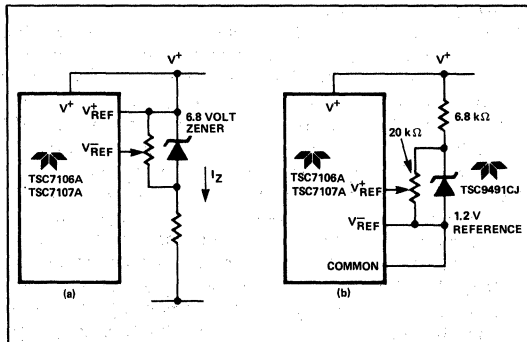 V+
V+
V+REF
6.8 VOLT
ZENER
V-REF
TSC7106A
TSC7107A
IZ
(a)
V+
V+
6.8 kΩ
20 kΩ
TSC7106A
TSC7107A
V+REF
TSC9491CJ
V-REF
1.2 V
REFERENCE
COMMON
(b)